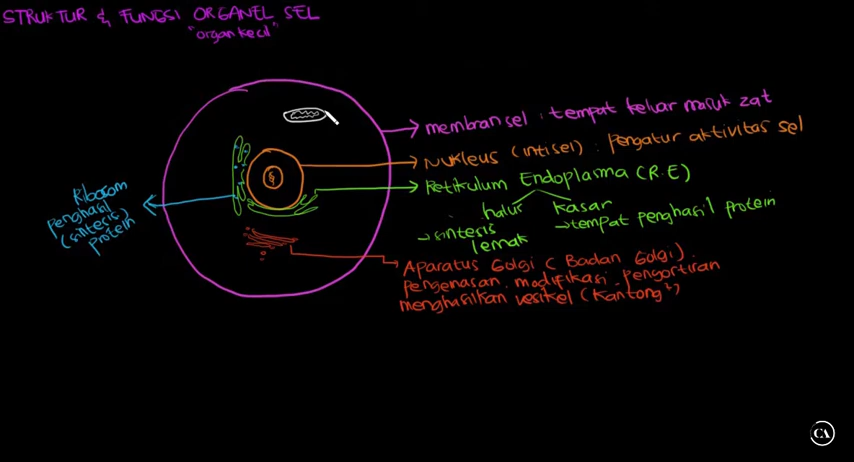 STRUKTUR & FUNGSI ORGANEL SEL
"organ kecil"
membran sel : tempat keluar masuk zat
Nukleus (inti sel) : pengatur aktivitas sel
Retikulum Endoplasma (R.E)
halus kasar
→ sintesis lemak
→ tempat penghasil protein
Ribosom
penghasil
(sintesis)
protein
Aparatus Golgi ( Badan Golgi) .
pengemasan . modifikasi . pengortiran
menghasilkan vesikel (kantong²)
CA